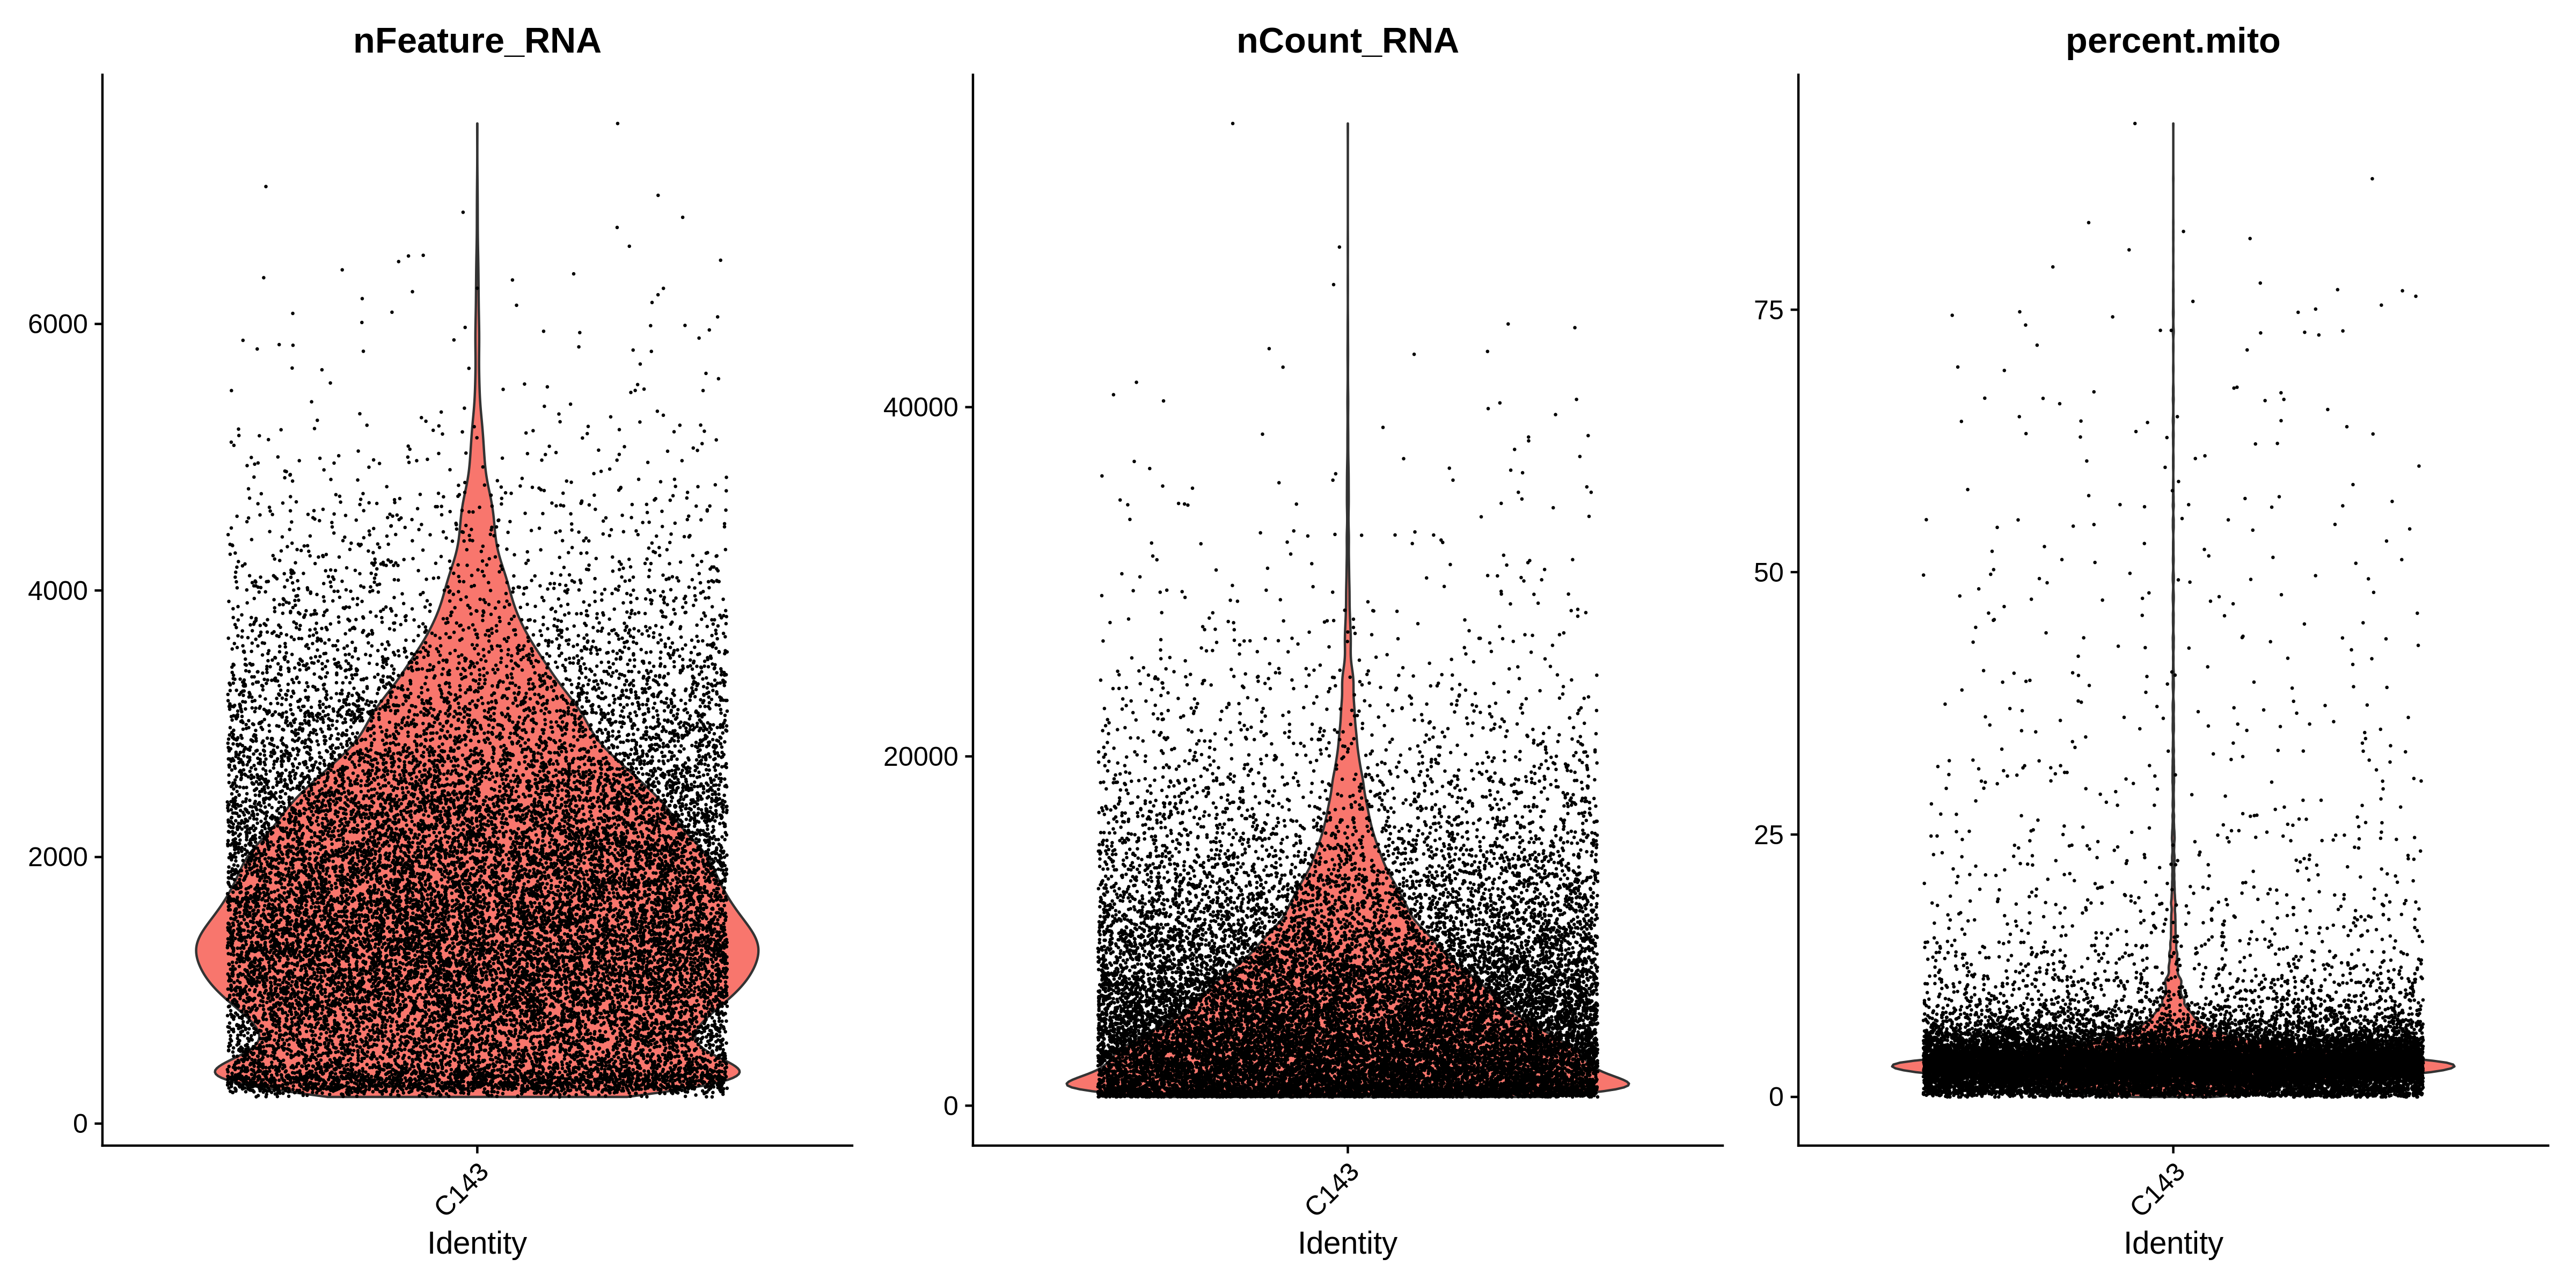 nFeature_RNA
6000
4000
2000
0
C143
Identity
nCount_RNA
40000
20000
0
C143
Identity
percent.mito
75
50
25
0
C143
Identity